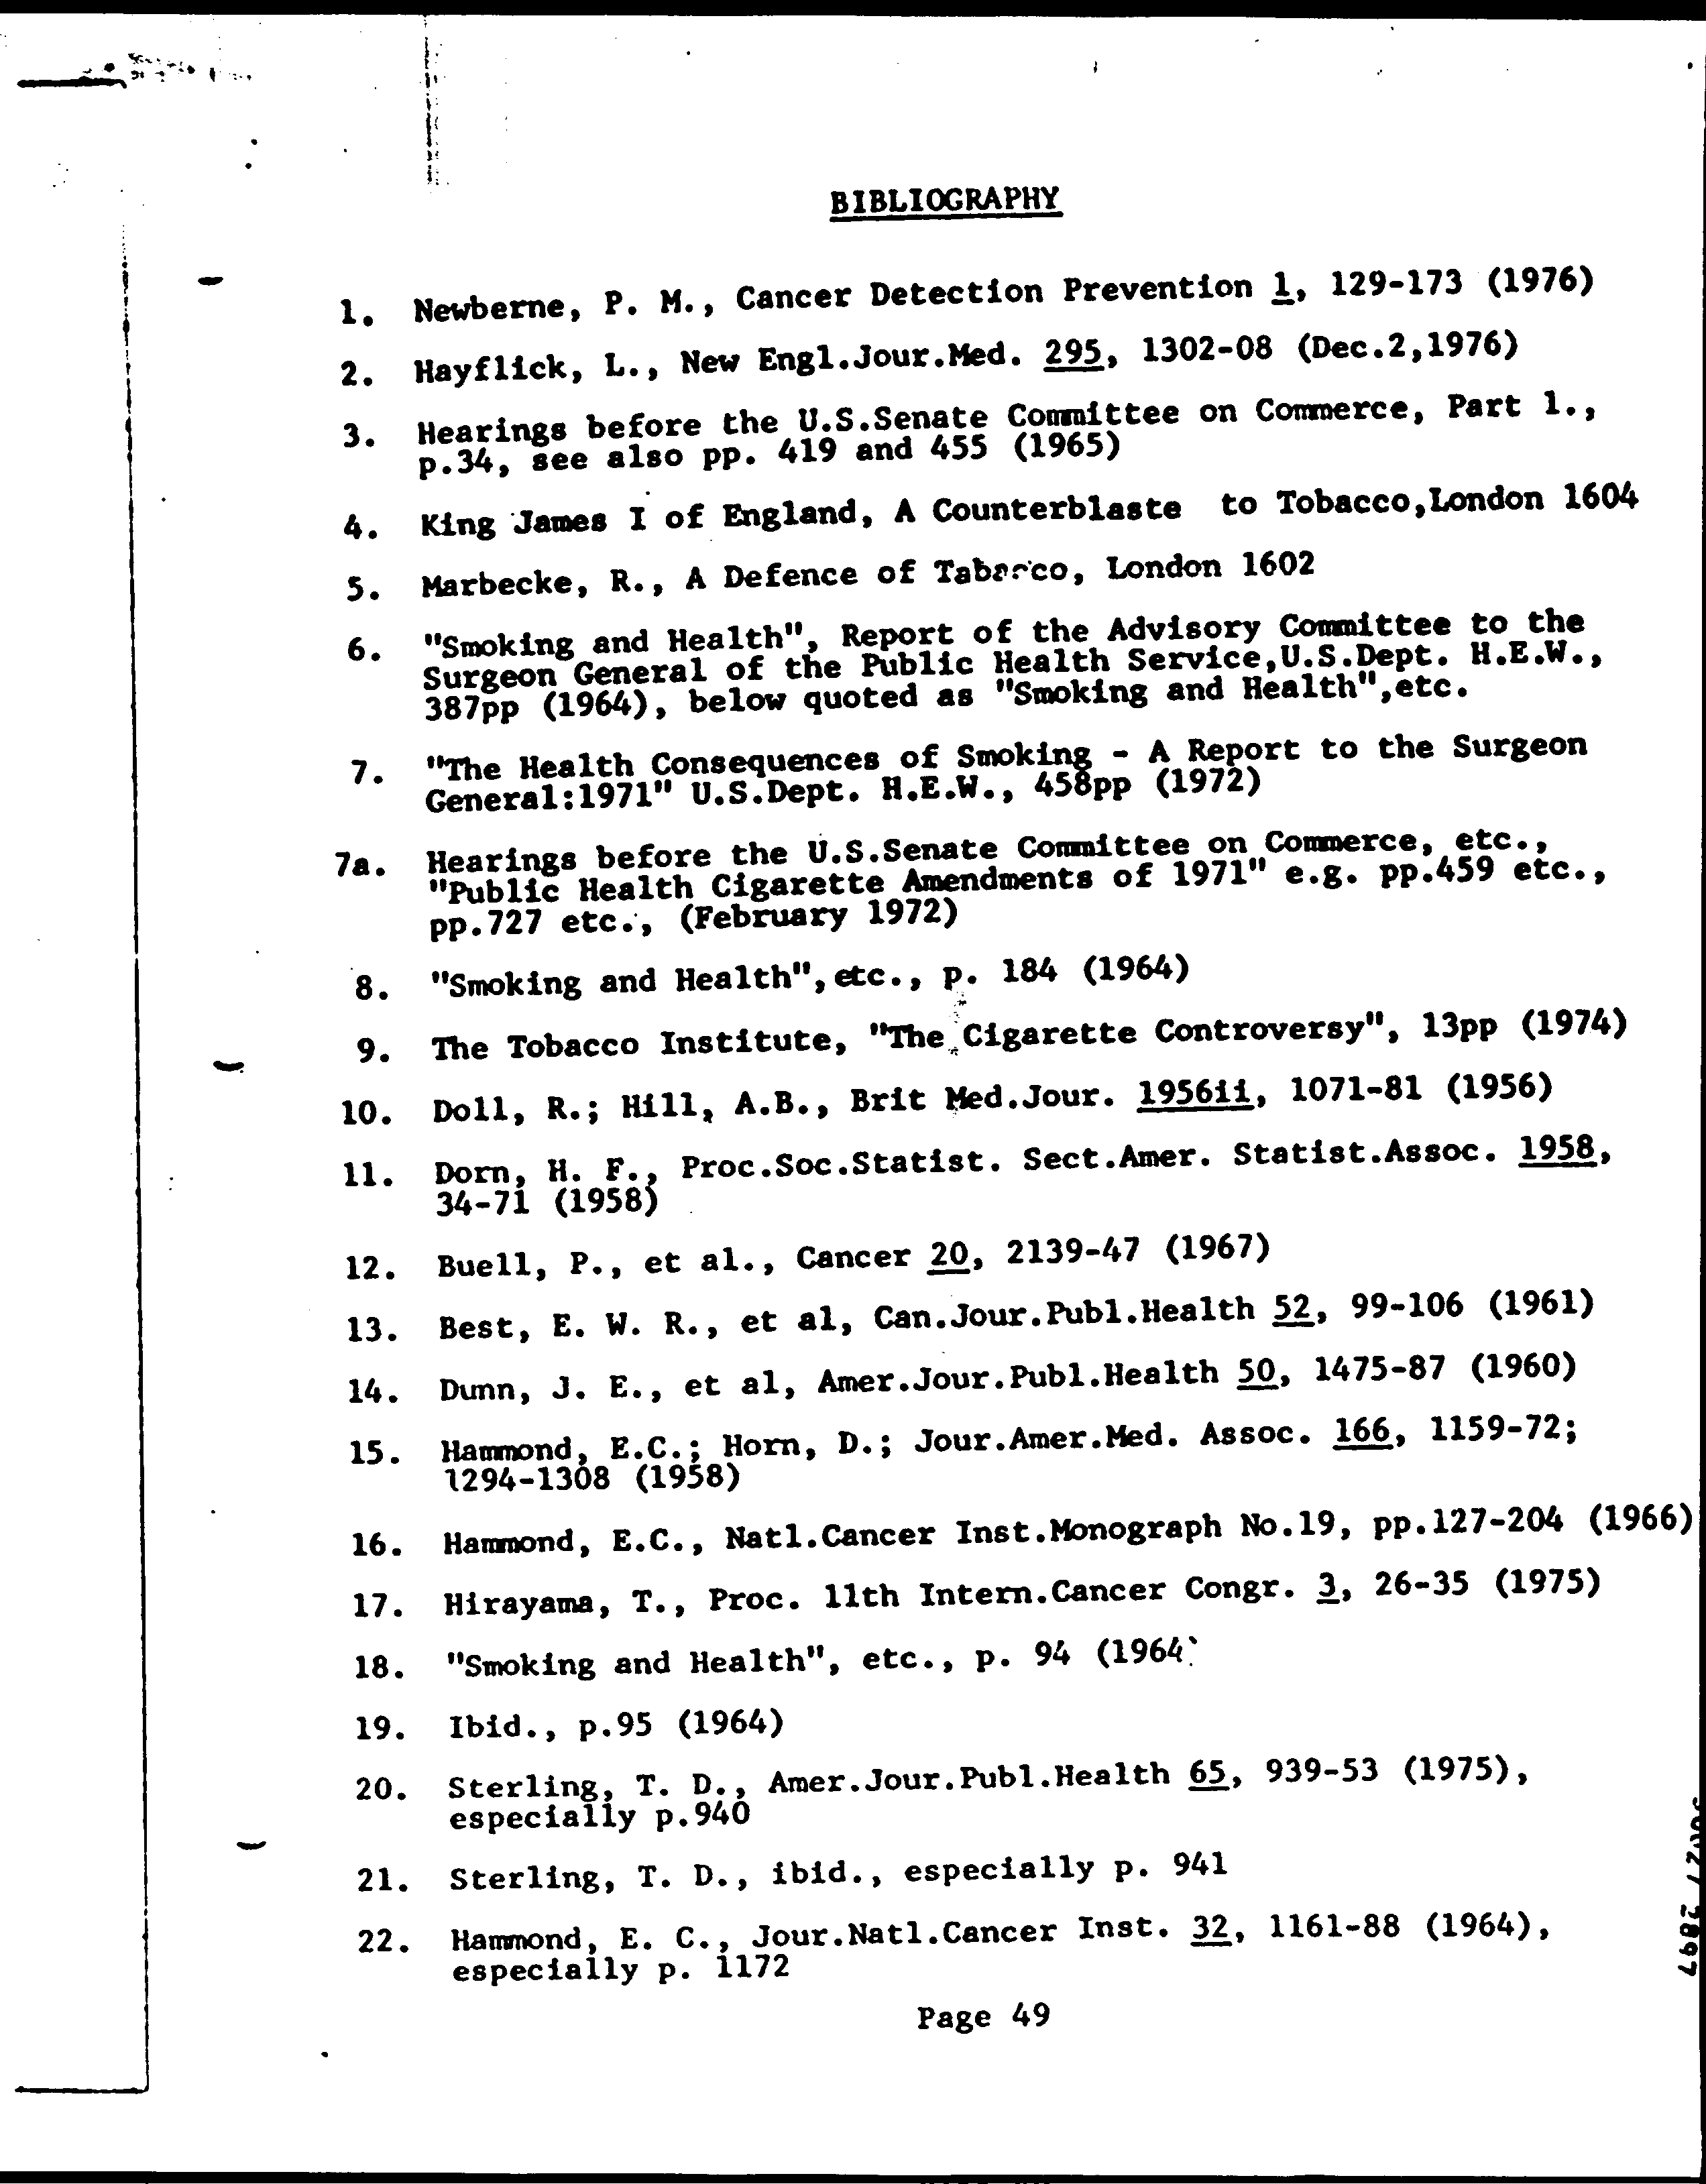 BIBLIOGRAPHY
1. Newberne, P. M., Cancer Detection Prevention 1, 129-173 (1976)
2. Hayflick, L., New Engl.Jour.Med. 295, 1302-08 (Dec.2,1976)
3. Hearings before the U.S.Senate Committee on Commerce, Part 1.,
p.34, see also pp. 419 and 455 (1965)
4. King James I of England, A Counterblaste to Tobacco,London 1604
5. Marbecke, R., A Defence of London 1602
6. "Smoking and Health", Report of the Advisory Committee to the
Surgeon General of the Public Health Service,U.S.Dept. H.E.W.,
387pp (1964), below quoted as "Smoking and Health",etc.
7. "The Health Consequences of Smoking - A Report to the Surgeon
General:1971" U.S.Dept. H.E.W., 458pp (1972)
7a. Hearings before the U.S.Senate Committee on Commerce, etc.,
"Public Health Cigarette Amendments of 1971" e.g. pp.459 etc.,
pp.727 etc., (February 1972)
8. "Smoking and Health",etc., p. 184 (1964)
9. The Tobacco Institute, "The Cigarette Controversy", 13pp (1974)
10. Doll, R.; Hill, A.B., Brit Med.Jour. 1956ii, 1071-81 (1956)
11. Dorn, H. F., Proc.Soc.Statist. Sect.Amer. Statist.Assoc. 1958,
34-71 (1958)
12. Buell, P., et al., Cancer 20, 2139-47 (1967)
13. Best, E. W. R., et al, Can.Jour.Publ.Health 52, 99-106 (1961)
14. Dunn, J. E., et al, Amer.Jour.Publ.Health 50, 1475-87 (1960)
15. Hammond, E.C.; Horn, D.; Jour.Amer.Med. Assoc. 166, 1159-72;
1294-1308 (1958)
16. Hammond, E.C., Natl.Cancer Inst.Monograph No.19, pp.127-204 (1966)
17. Hirayama, T., Proc. 11th Intern.Cancer Congr. 3, 26-35 (1975)
18. "Smoking and Health", etc., p. 94 (1964)
19. Ibid., p.95 (1964)
20. Sterling, T. D., Amer.Jour.Publ.Health 65, 939-53 (1975),
especially p.940
21. Sterling, T. D., ibid., especially p. 941
22. Hammond, E. C., Jour.Natl.Cancer Inst. 32, 1161-88 (1964),
especially p. 1172
Page 49